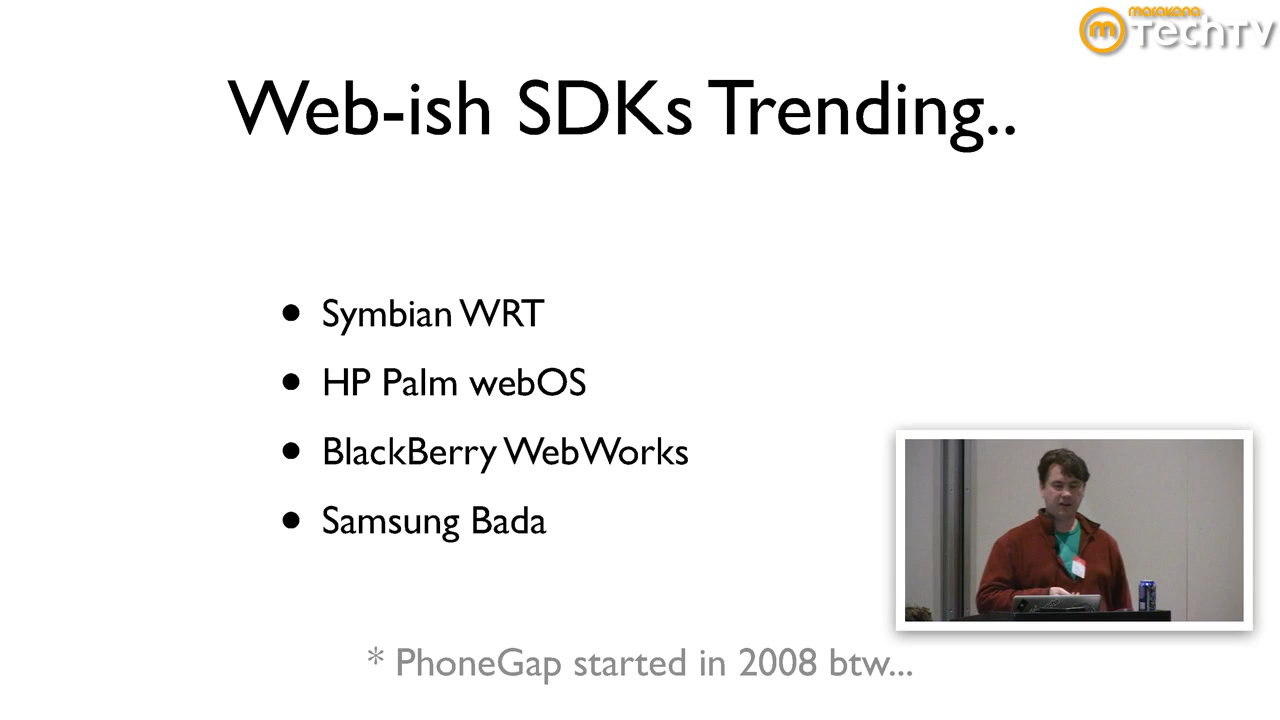 marakana
m TechTV
Web-ish SDKs Trending..
• Symbian WRT
• HP Palm webOS
• BlackBerry WebWorks
• Samsung Bada
* PhoneGap started in 2008 btw...